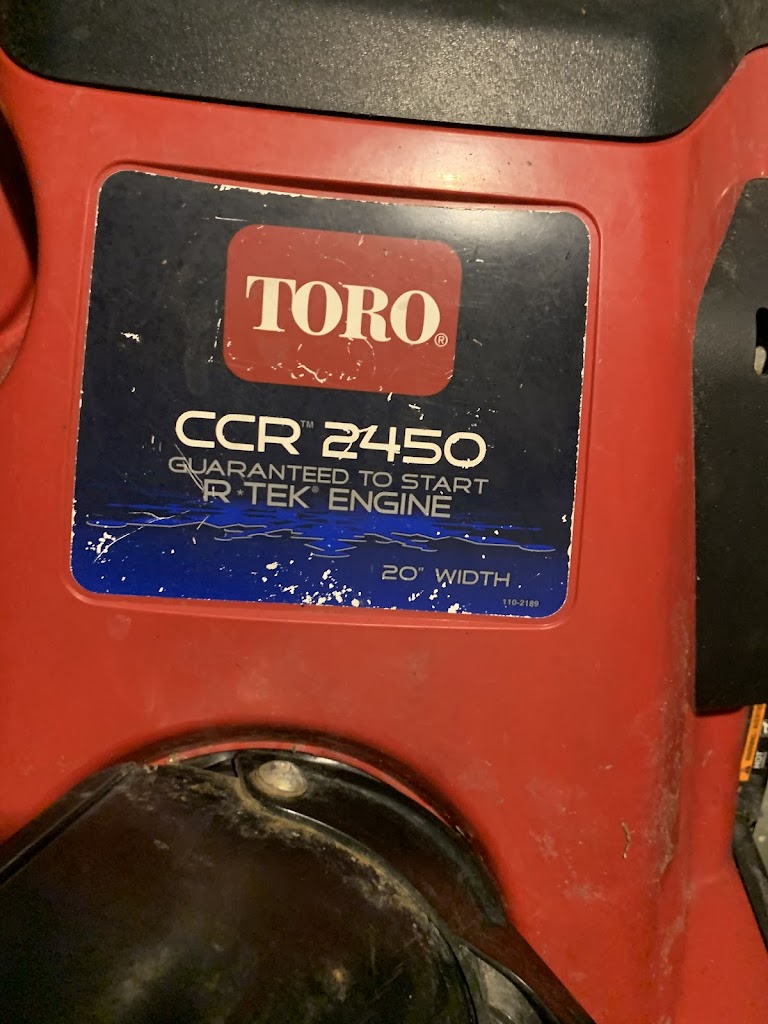 TORO®
CCR™ 2450
GUARANTEED TO START
R*TEK® ENGINE
20" WIDTH
110-2189